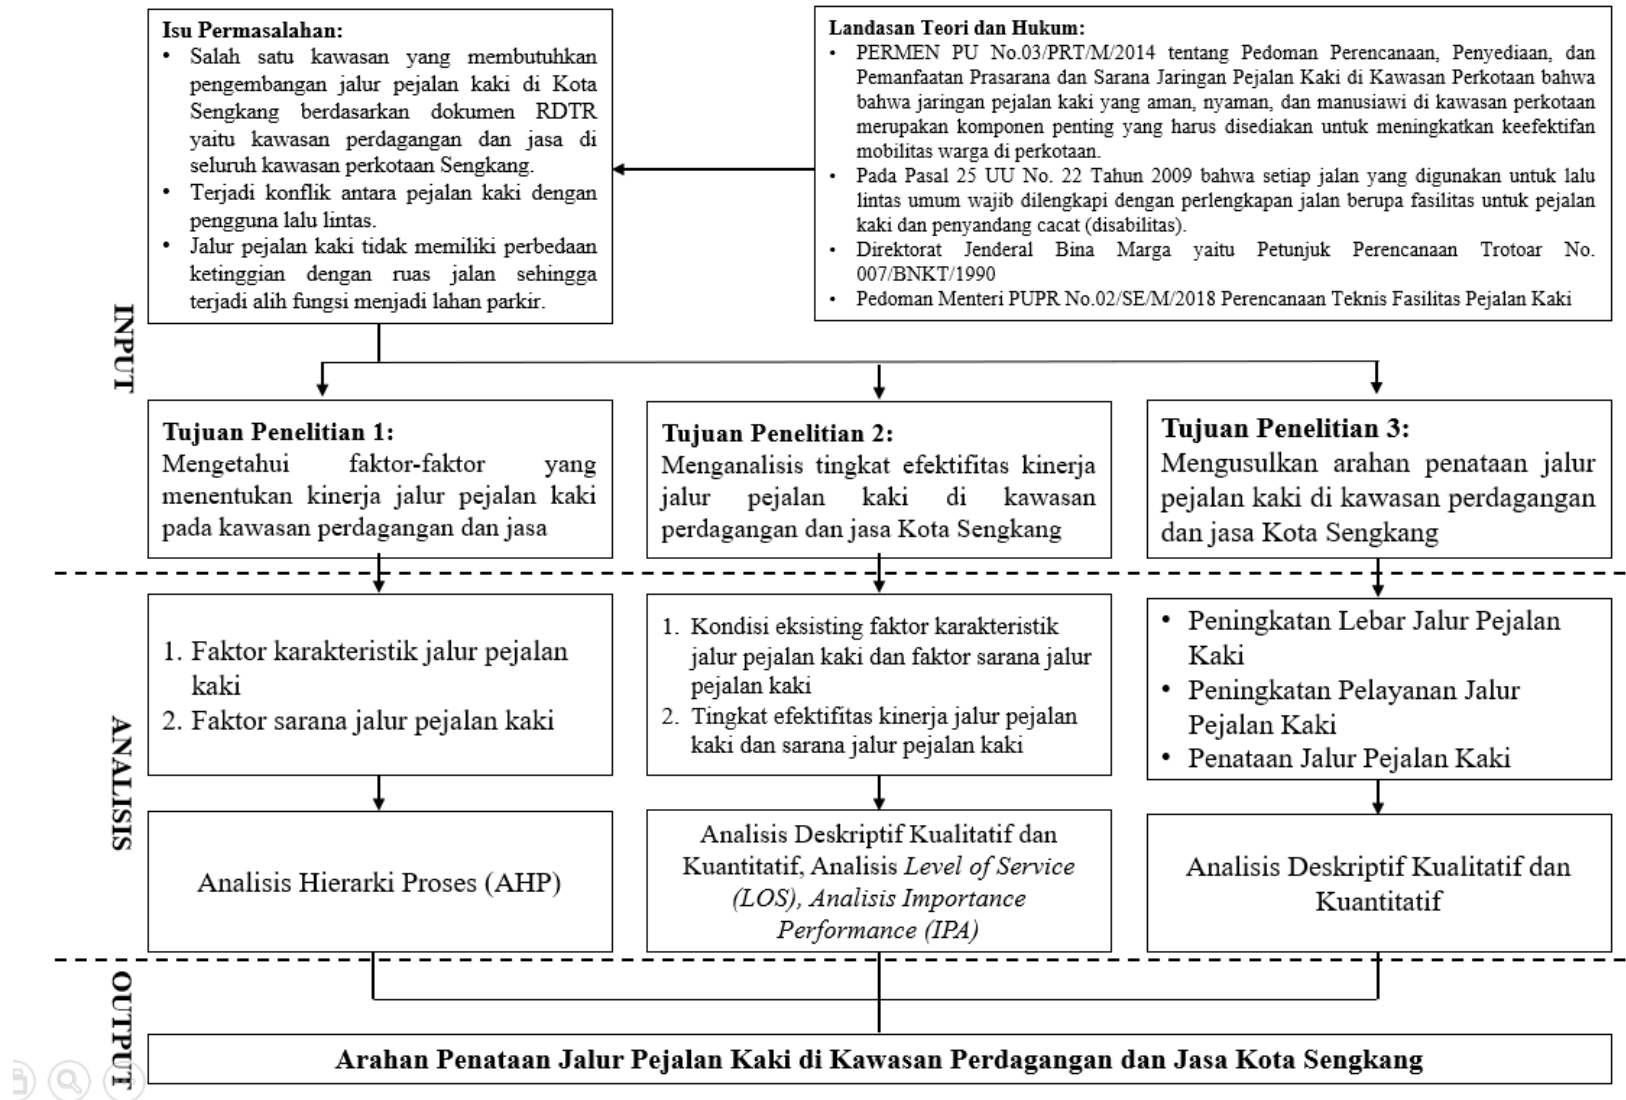 Isu Permasalahan:
• Salah satu kawasan yang membutuhkan
pengembangan jalur pejalan kaki di Kota
Sengkang berdasarkan dokumen RDTR
yaitu kawasan perdagangan dan jasa di
seluruh kawasan perkotaan Sengkang.
• Terjadi konflik antara pejalan kaki dengan
pengguna lalu lintas.
• Jalur pejalan kaki tidak memiliki perbedaan
ketinggian dengan ruas jalan sehingga
terjadi alih fungsi menjadi lahan parkir.
Landasan Teori dan Hukum:
• PERMEN PU No.03/PRT/M/2014 tentang Pedoman Perencanaan, Penyediaan, dan
Pemanfaatan Prasarana dan Sarana Jaringan Pejalan Kaki di Kawasan Perkotaan bahwa
bahwa jaringan pejalan kaki yang aman, nyaman, dan manusiawi di kawasan perkotaan
merupakan komponen penting yang harus disediakan untuk meningkatkan keefektifan
mobilitas warga di perkotaan.
• Pada Pasal 25 UU No. 22 Tahun 2009 bahwa setiap jalan yang digunakan untuk lalu
lintas umum wajib dilengkapi dengan perlengkapan jalan berupa fasilitas untuk pejalan
kaki dan penyandang cacat (disabilitas).
• Direktorat Jenderal Bina Marga yaitu Petunjuk Perencanaan Trotoar No.
007/BNKT/1990
• Pedoman Menteri PUPR No.02/SE/M/2018 Perencanaan Teknis Fasilitas Pejalan Kaki
INPUT
Tujuan Penelitian 1:
Mengetahui faktor-faktor yang
menentukan kinerja jalur pejalan kaki
pada kawasan perdagangan dan jasa
Tujuan Penelitian 2:
Menganalisis tingkat efektifitas kinerja
jalur pejalan kaki di kawasan
perdagangan dan jasa Kota Sengkang
Tujuan Penelitian 3:
Mengusulkan arahan penataan jalur
pejalan kaki di kawasan perdagangan
dan jasa Kota Sengkang
ANALISIS
1. Faktor karakteristik jalur pejalan
kaki
2. Faktor sarana jalur pejalan kaki
1. Kondisi eksisting faktor karakteristik
jalur pejalan kaki dan faktor sarana jalur
pejalan kaki
2. Tingkat efektifitas kinerja jalur pejalan
kaki dan sarana jalur pejalan kaki
• Peningkatan Lebar Jalur Pejalan
Kaki
• Peningkatan Pelayanan Jalur
Pejalan Kaki
• Penataan Jalur Pejalan Kaki
Analisis Hierarki Proses (AHP)
Analisis Deskriptif Kualitatif dan
Kuantitatif, Analisis Level of Service
(LOS), Analisis Importance
Performance (IPA)
Analisis Deskriptif Kualitatif dan
Kuantitatif
OUTPUT
Arahan Penataan Jalur Pejalan Kaki di Kawasan Perdagangan dan Jasa Kota Sengkang